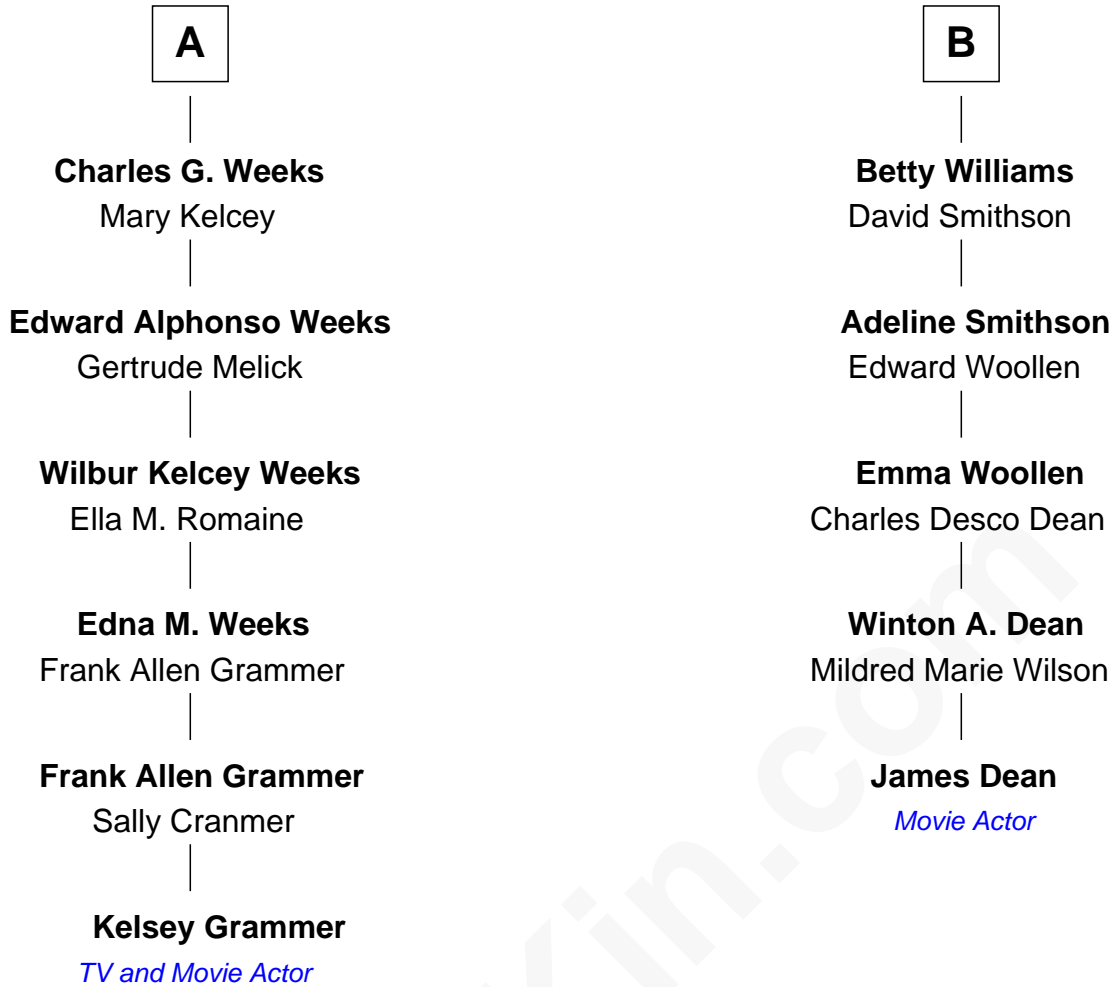 A
Charles G. Weeks
Mary Kelcey
Edward Alphonso Weeks
Gertrude Melick
Wilbur Kelcey Weeks
Ella M. Romaine
Edna M. Weeks
Frank Allen Grammer
Frank Allen Grammer
Sally Cranmer
Kelsey Grammer
TV and Movie Actor
B
Betty Williams
David Smithson
Adeline Smithson
Edward Woollen
Emma Woollen
Charles Desco Dean
Winton A. Dean
Mildred Marie Wilson
James Dean
Movie Actor
Kin.com